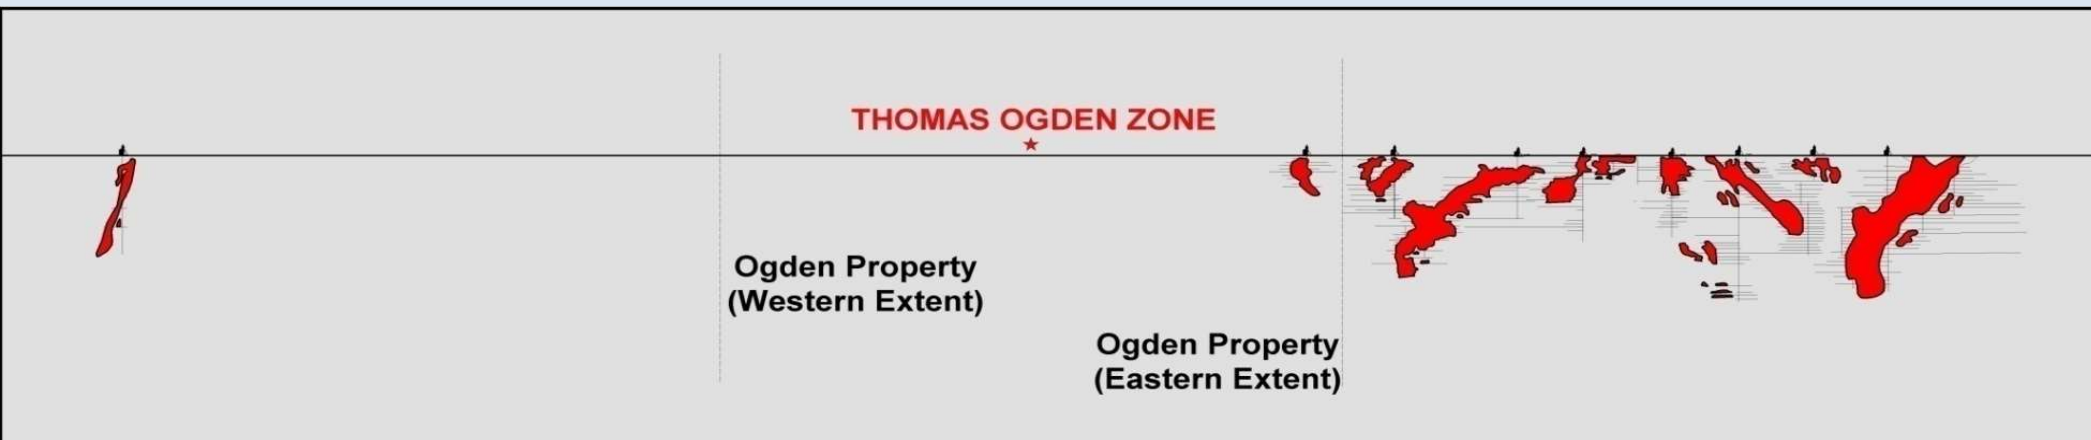 THOMAS OGDEN ZONE
Ogden Property
(Western Extent)
Ogden Property
(Eastern Extent)